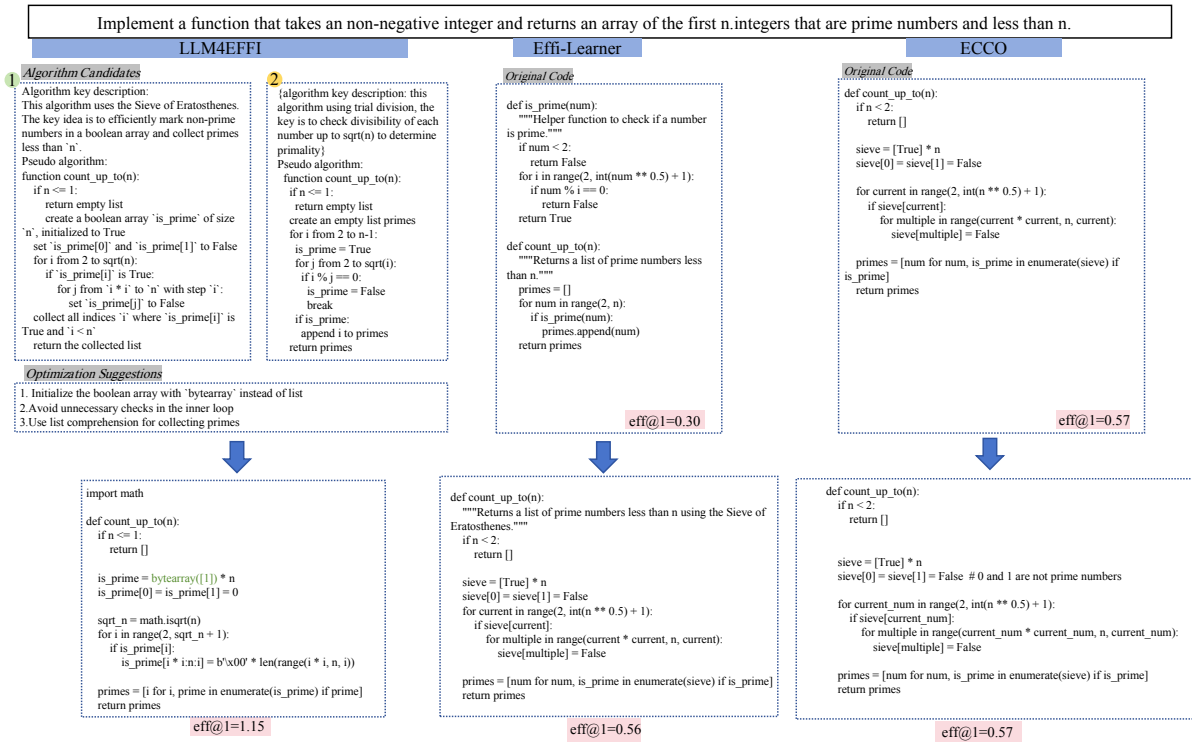 Implement a function that takes an non-negative integer and returns an array of the first n.integers that are prime numbers and less than n.
LLM4EFFI
Algorithm Candidates
1
Algorithm key description:
This algorithm uses the Sieve of Eratosthenes.
The key idea is to efficiently mark non-prime
numbers in a boolean array and collect primes
less than `n`.
Pseudo algorithm:
function count_up_to(n):
if n <= 1:
return empty list
create a boolean array `is_prime` of size
`n`, initialized to True
set `is_prime[0]` and `is_prime[1]` to False
for i from 2 to sqrt(n):
if `is_prime[i]` is True:
for j from `i * i` to `n` with step `i`:
set `is_prime[j]` to False
collect all indices `i` where `is_prime[i]` is
True and `i < n`
return the collected list
2
{algorithm key description: this
algorithm using trial division, the
key is to check divisibility of each
number up to sqrt(n) to determine
primality}
Pseudo algorithm:
function count_up_to(n):
if n <= 1:
return empty list
create an empty list primes
for i from 2 to n-1:
is_prime = True
for j from 2 to sqrt(i):
if i % j == 0:
is_prime = False
break
if is_prime:
append i to primes
return primes
Optimization Suggestions
1. Initialize the boolean array with `bytearray` instead of list
2.Avoid unnecessary checks in the inner loop
3.Use list comprehension for collecting primes
import math
def count_up_to(n):
if n <= 1:
return []
is_prime = bytearray([1]) * n
is_prime[0] = is_prime[1] = 0
sqrt_n = math.isqrt(n)
for i in range(2, sqrt_n + 1):
if is_prime[i]:
is_prime[i * i:n:i] = b'\x00' * len(range(i * i, n, i))
primes = [i for i, prime in enumerate(is_prime) if prime]
return primes
eff@1=1.15
Effi-Learner
Original Code
def is_prime(num):
"""Helper function to check if a number
is prime."""
if num < 2:
return False
for i in range(2, int(num ** 0.5) + 1):
if num % i == 0:
return False
return True
def count_up_to(n):
"""Returns a list of prime numbers less
than n."""
primes = []
for num in range(2, n):
if is_prime(num):
primes.append(num)
return primes
eff@1=0.30
def count_up_to(n):
"""Returns a list of prime numbers less than n using the Sieve of
Eratosthenes."""
if n < 2:
return []
sieve = [True] * n
sieve[0] = sieve[1] = False
for current in range(2, int(n ** 0.5) + 1):
if sieve[current]:
for multiple in range(current * current, n, current):
sieve[multiple] = False
primes = [num for num, is_prime in enumerate(sieve) if is_prime]
return primes
eff@1=0.56
ECCO
Original Code
def count_up_to(n):
if n < 2:
return []
sieve = [True] * n
sieve[0] = sieve[1] = False
for current in range(2, int(n ** 0.5) + 1):
if sieve[current]:
for multiple in range(current * current, n, current):
sieve[multiple] = False
primes = [num for num, is_prime in enumerate(sieve) if
is_prime]
return primes
eff@1=0.57
def count_up_to(n):
if n < 2:
return []
sieve = [True] * n
sieve[0] = sieve[1] = False # 0 and 1 are not prime numbers
for current_num in range(2, int(n ** 0.5) + 1):
if sieve[current_num]:
for multiple in range(current_num * current_num, n, current_num):
sieve[multiple] = False
primes = [num for num, is_prime in enumerate(sieve) if is_prime]
return primes
eff@1=0.57